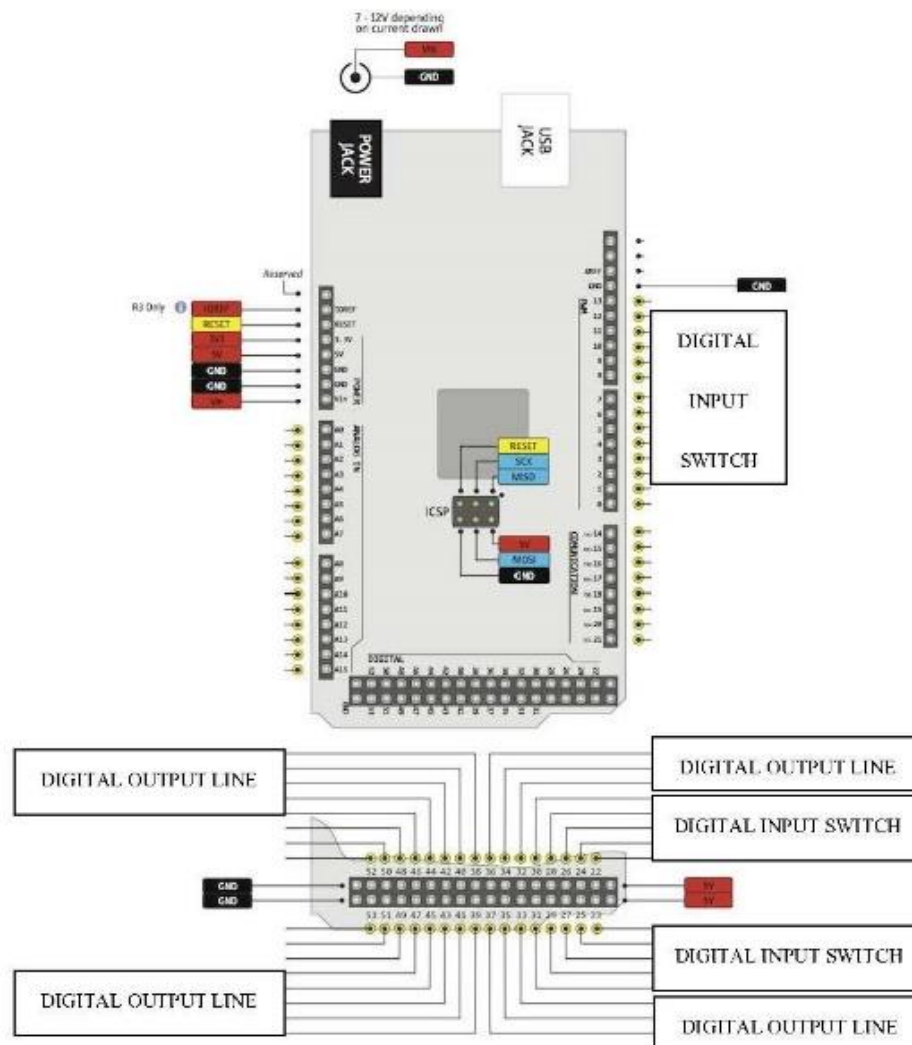 7 - 12V depending
on current drawn
VIN
GND
POWER
JACK
USB
JACK
Reserved
R3 Only
IOREF
RESET
3V3
5V
GND
GND
VIN
IOREF
RESET
3.3V
5V
GND
GND
Vin
POWER
ANALOG IN
A0
A1
A2
A3
A4
A5
A6
A7
A8
A9
A10
A11
A12
A13
A14
A15
AREF
GND
GND
13
12
11
10
9
8
PWM
7
6
5
4
3
2
1
0
DIGITAL
INPUT
SWITCH
RESET
SCK
MISO
ICSP
5V
MOSI
GND
14
15
16
17
18
19
20
21
COMUNICATION
DIGITAL
GND
DIGITAL OUTPUT LINE
DIGITAL OUTPUT LINE
DIGITAL INPUT SWITCH
52 50 48 46 44 42 40 38 36 34 32 30 28 26 24 22
GND
GND
5V
5V
53 51 49 47 45 43 41 39 37 35 33 31 29 27 25 23
DIGITAL INPUT SWITCH
DIGITAL OUTPUT LINE
DIGITAL OUTPUT LINE